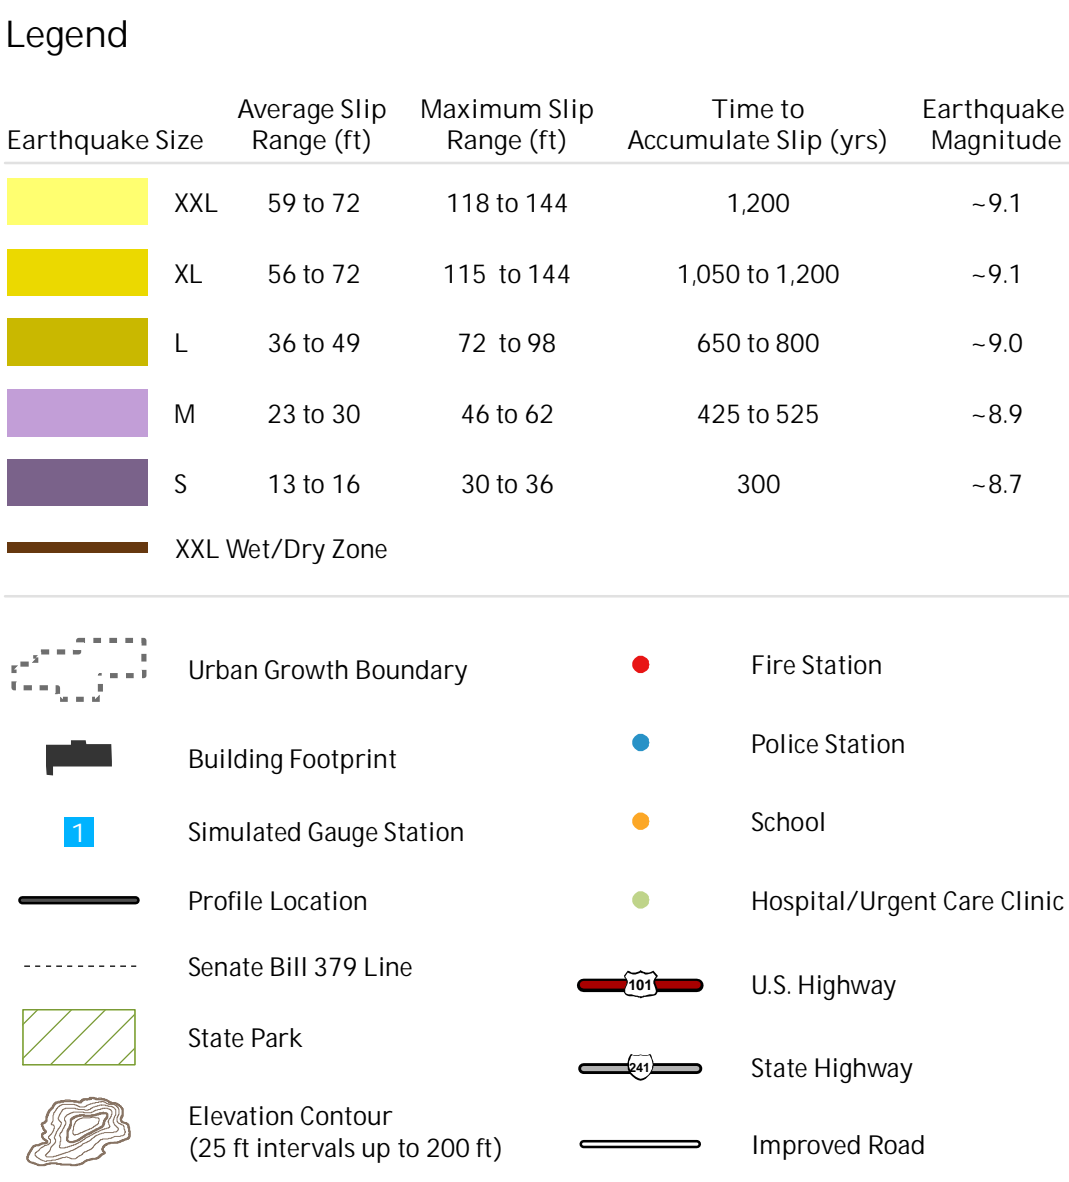 Legend
Earthquake Size Average Slip Range (ft) Maximum Slip Range (ft) Time to Accumulate Slip (yrs) Earthquake Magnitude
XXL 59 to 72 118 to 144 1,200 ~9.1
XL 56 to 72 115 to 144 1,050 to 1,200 ~9.1
L 36 to 49 72 to 98 650 to 800 ~9.0
M 23 to 30 46 to 62 425 to 525 ~8.9
S 13 to 16 30 to 36 300 ~8.7
XXL Wet/Dry Zone
Urban Growth Boundary
Building Footprint
1 Simulated Gauge Station
Profile Location
Senate Bill 379 Line
State Park
Elevation Contour
(25 ft intervals up to 200 ft)
Fire Station
Police Station
School
Hospital/Urgent Care Clinic
101 U.S. Highway
241 State Highway
Improved Road